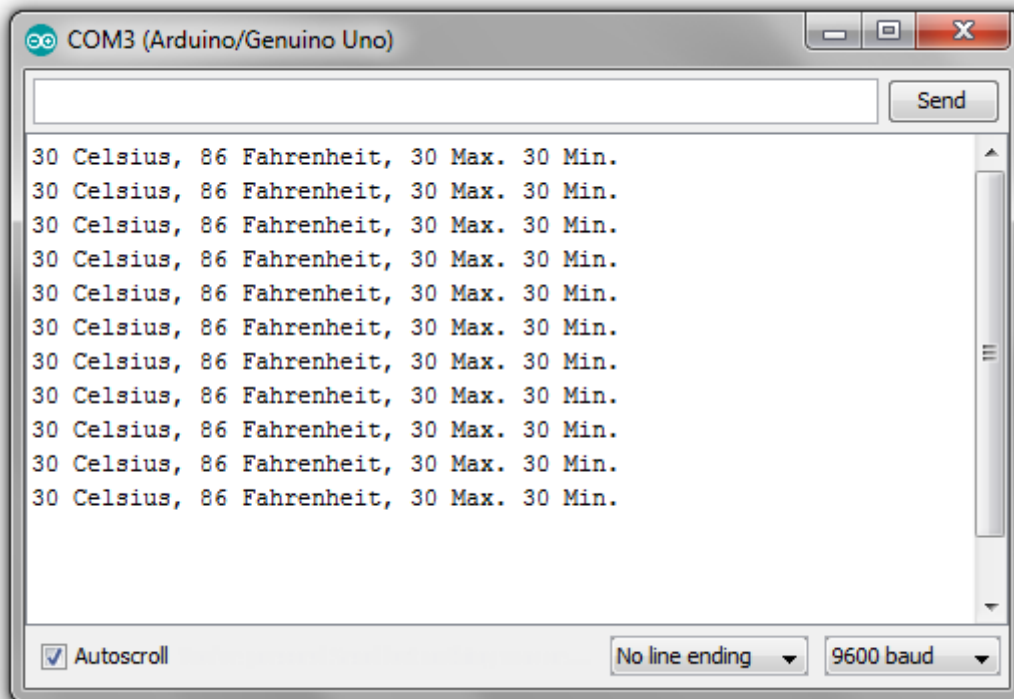 COM3 (Arduino/Genuino Uno)
Send
30 Celsius, 86 Fahrenheit, 30 Max. 30 Min.
30 Celsius, 86 Fahrenheit, 30 Max. 30 Min.
30 Celsius, 86 Fahrenheit, 30 Max. 30 Min.
30 Celsius, 86 Fahrenheit, 30 Max. 30 Min.
30 Celsius, 86 Fahrenheit, 30 Max. 30 Min.
30 Celsius, 86 Fahrenheit, 30 Max. 30 Min.
30 Celsius, 86 Fahrenheit, 30 Max. 30 Min.
30 Celsius, 86 Fahrenheit, 30 Max. 30 Min.
30 Celsius, 86 Fahrenheit, 30 Max. 30 Min.
30 Celsius, 86 Fahrenheit, 30 Max. 30 Min.
30 Celsius, 86 Fahrenheit, 30 Max. 30 Min.
Autoscroll No line ending 9600 baud